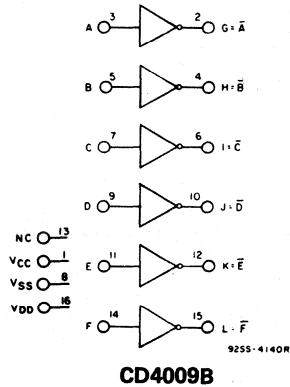 A 3 2 G = A̅
B 5 4 H = B̅
C 7 6 I = C̅
D 9 10 J = D̅
NC 13
VCC 1
E 11 12 K = E̅
VSS 8
VDD 16
F 14 15 L = F̅
92SS-4140R
CD4009B